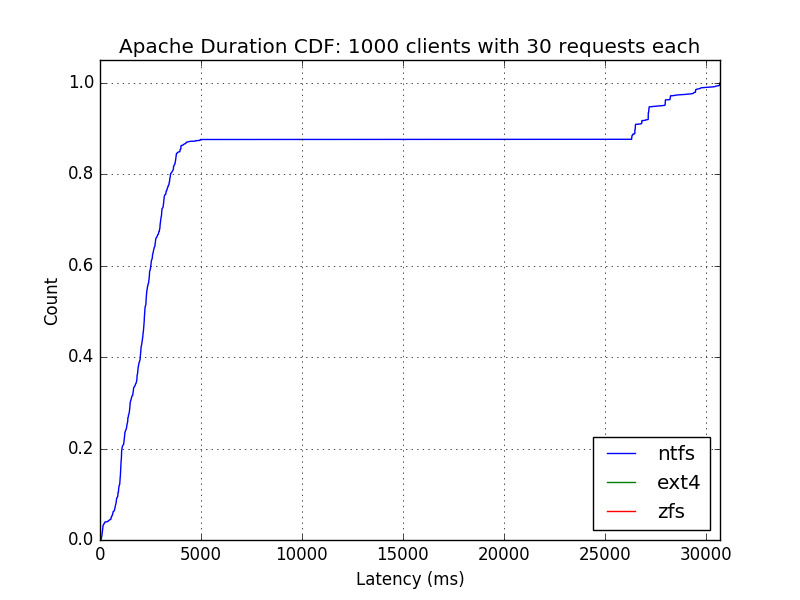 Apache Duration CDF: 1000 clients with 30 requests each
1.0
0.8
0.6
0.4
0.2
0.0
Count
ntfs
ext4
zfs
0 5000 10000 15000 20000 25000 30000
Latency (ms)